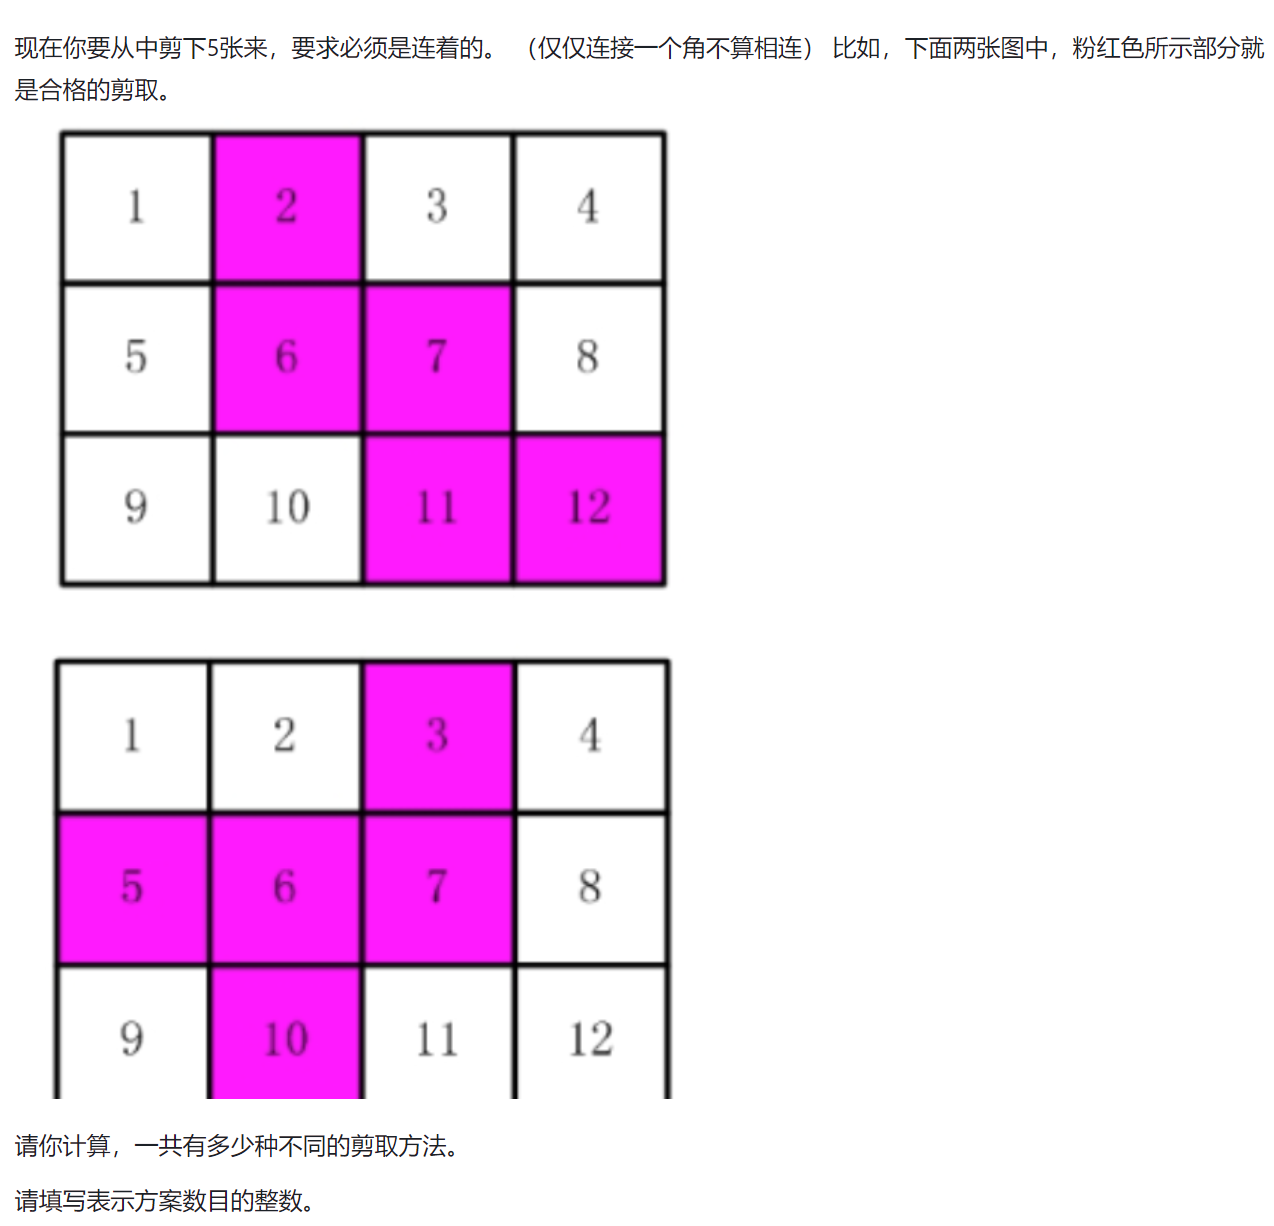 现在你要从中剪下5张来，要求必须是连着的。 （仅仅连接一个角不算相连） 比如，下面两张图中，粉红色所示部分就
是合格的剪取。
1 2 3 4
5 6 7 8
9 10 11 12
1 2 3 4
5 6 7 8
9 10 11 12
请你计算，一共有多少种不同的剪取方法。
请填写表示方案数目的整数。